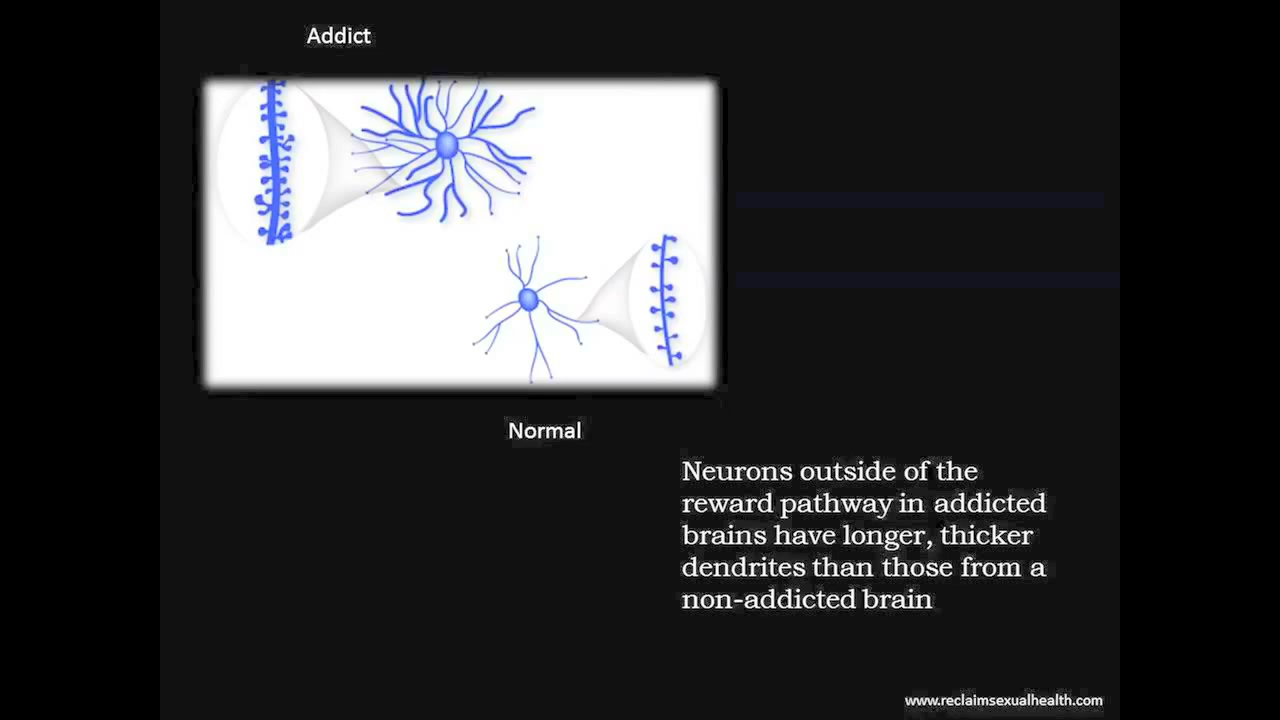 Addict
Normal
Neurons outside of the
reward pathway in addicted
brains have longer, thicker
dendrites than those from a
non-addicted brain
www.reclaimsexualhealth.com